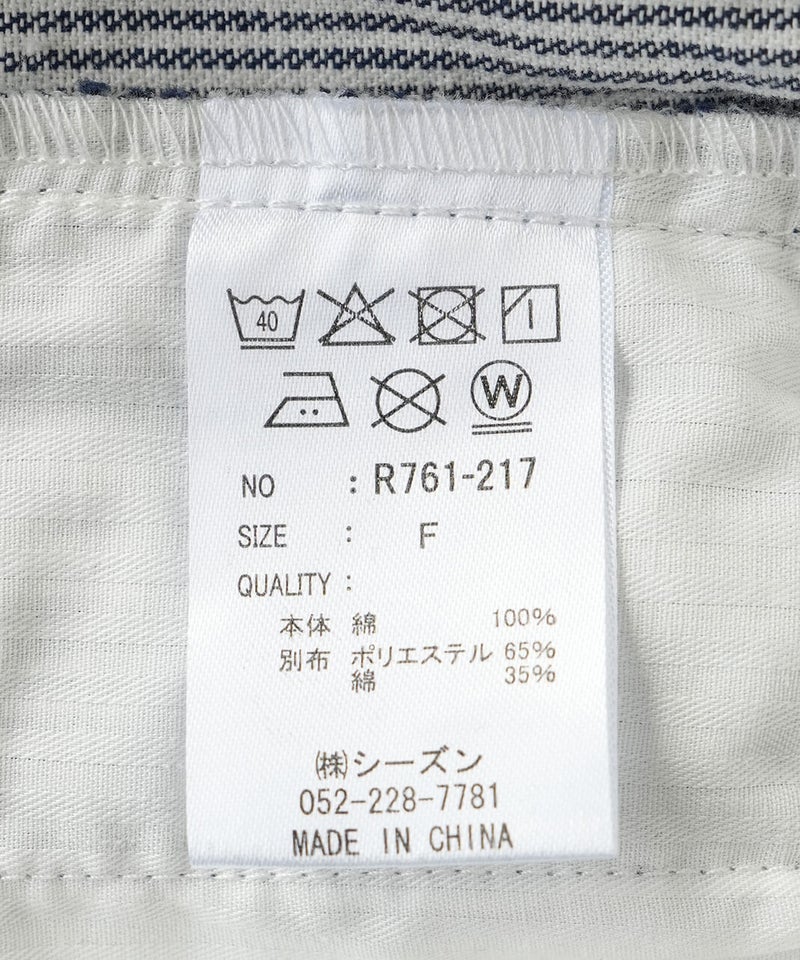 40
W
NO : R761-217
SIZE : F
QUALITY :
本体 綿 100%
別布 ポリエステル 65%
綿 35%
㈱シーズン
052-228-7781
MADE IN CHINA